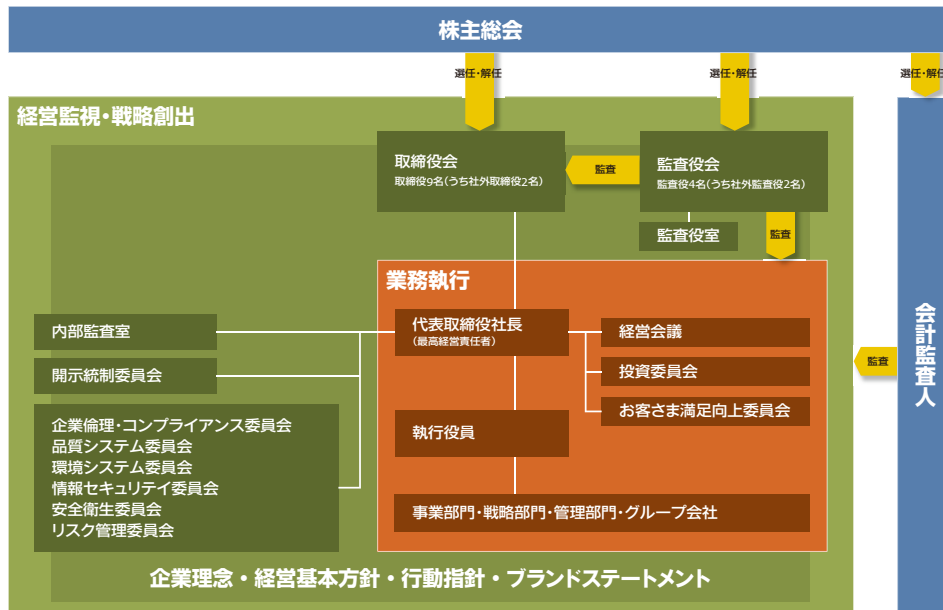 株主総会
選任・解任
選任・解任
選任・解任
経営監視・戦略創出
取締役会
取締役9名(うち社外取締役2名)
監査
監査役会
監査役4名(うち社外監査役2名)
監査役室
監査
業務執行
内部監査室
代表取締役社長
(最高経営責任者)
経営会議
開示統制委員会
投資委員会
お客さま満足向上委員会
監査
会計監査人
企業倫理・コンプライアンス委員会
品質システム委員会
環境システム委員会
情報セキュリテイ委員会
安全衛生委員会
リスク管理委員会
執行役員
事業部門・戦略部門・管理部門・グループ会社
企業理念・経営基本方針・行動指針・ブランドステートメント